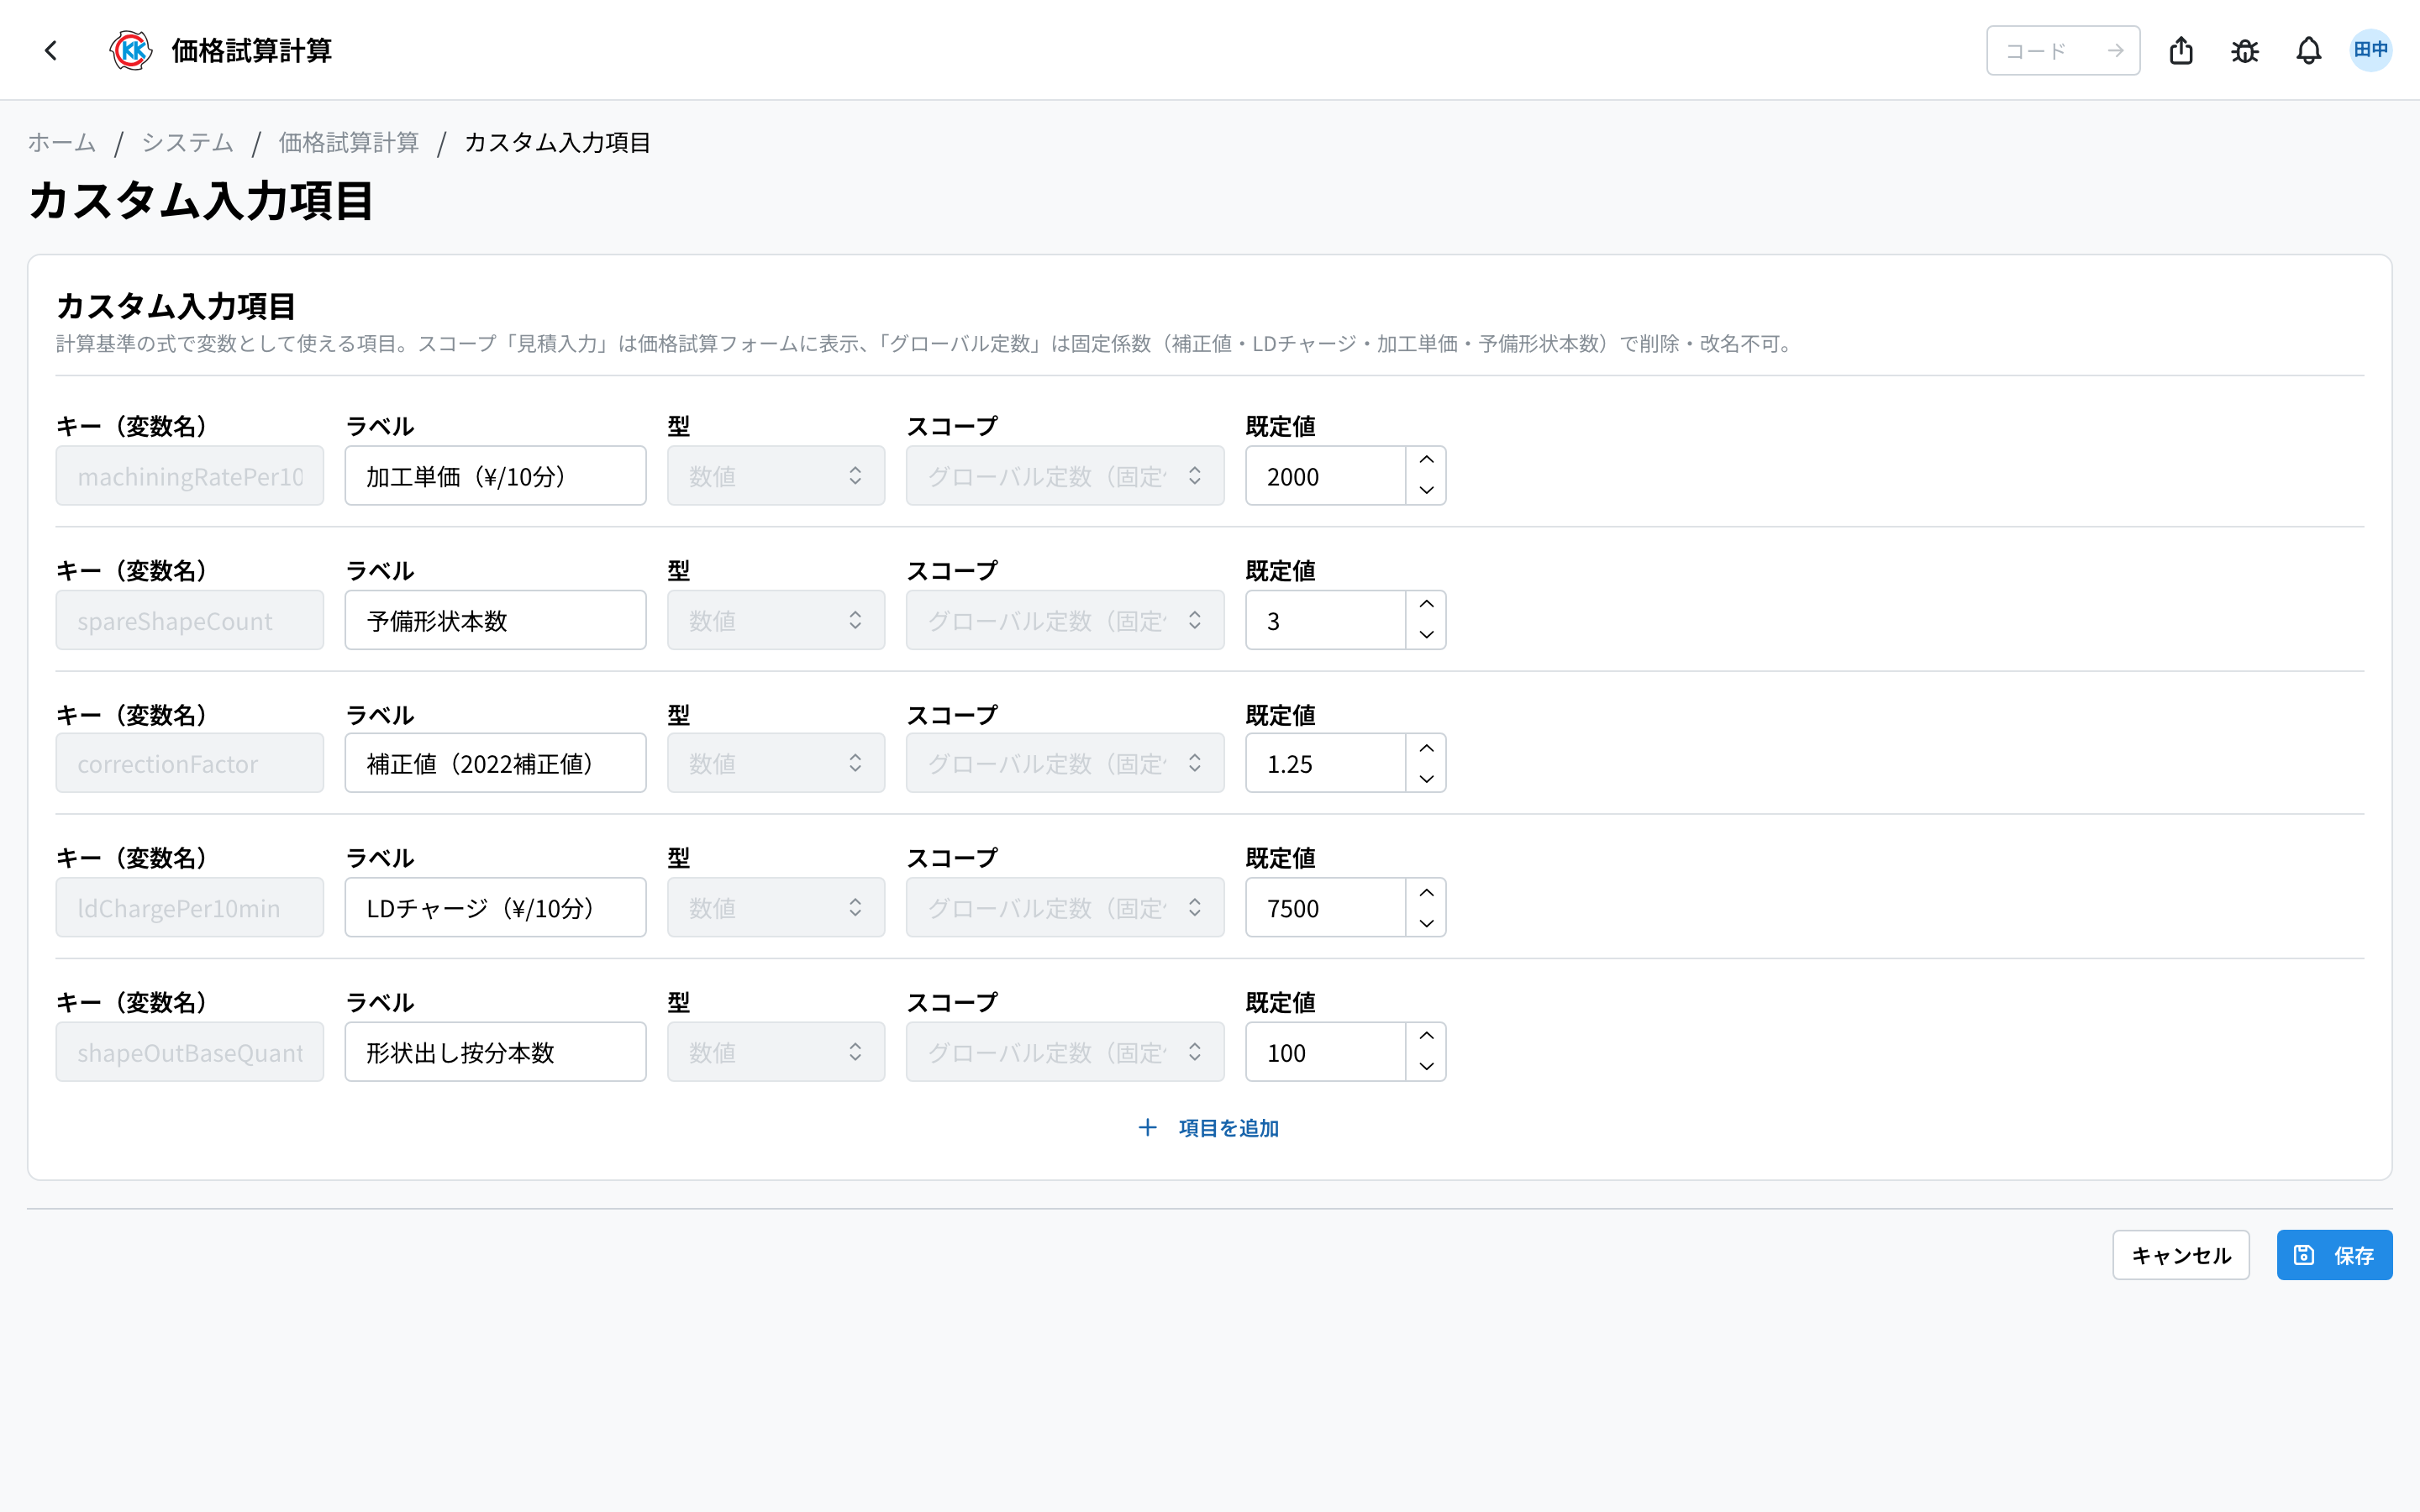 KK 価格試算計算 コード 田中
ホーム / システム / 価格試算計算 / カスタム入力項目
カスタム入力項目
カスタム入力項目
計算基準の式で変数として使える項目。スコープ「見積入力」は価格試算フォームに表示、「グローバル定数」は固定係数（補正値・LDチャージ・加工単価・予備形状本数）で削除・改名不可。
キー（変数名） ラベル 型 スコープ 既定値
machiningRatePer10 加工単価（¥/10分） 数値 グローバル定数（固定 2000
キー（変数名） ラベル 型 スコープ 既定値
spareShapeCount 予備形状本数 数値 グローバル定数（固定 3
キー（変数名） ラベル 型 スコープ 既定値
correctionFactor 補正値（2022補正値） 数値 グローバル定数（固定 1.25
キー（変数名） ラベル 型 スコープ 既定値
ldChargePer10min LDチャージ（¥/10分） 数値 グローバル定数（固定 7500
キー（変数名） ラベル 型 スコープ 既定値
shapeOutBaseQuant 形状出し按分本数 数値 グローバル定数（固定 100
項目を追加
キャンセル 保存